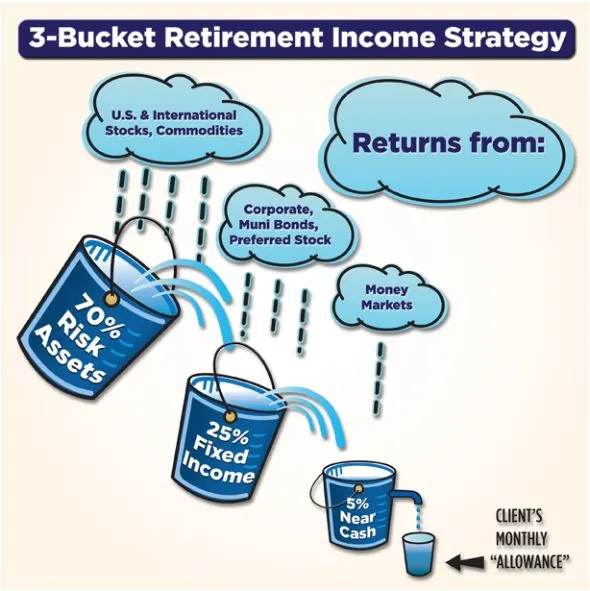 3-Bucket Retirement Income Strategy
U.S. & International
Stocks, Commodities
Returns from:
Corporate,
Muni Bonds,
Preferred Stock
Money
Markets
70%
Risk
Assets
25%
Fixed
Income
5%
Near
Cash
CLIENT'S
MONTHLY
"ALLOWANCE"